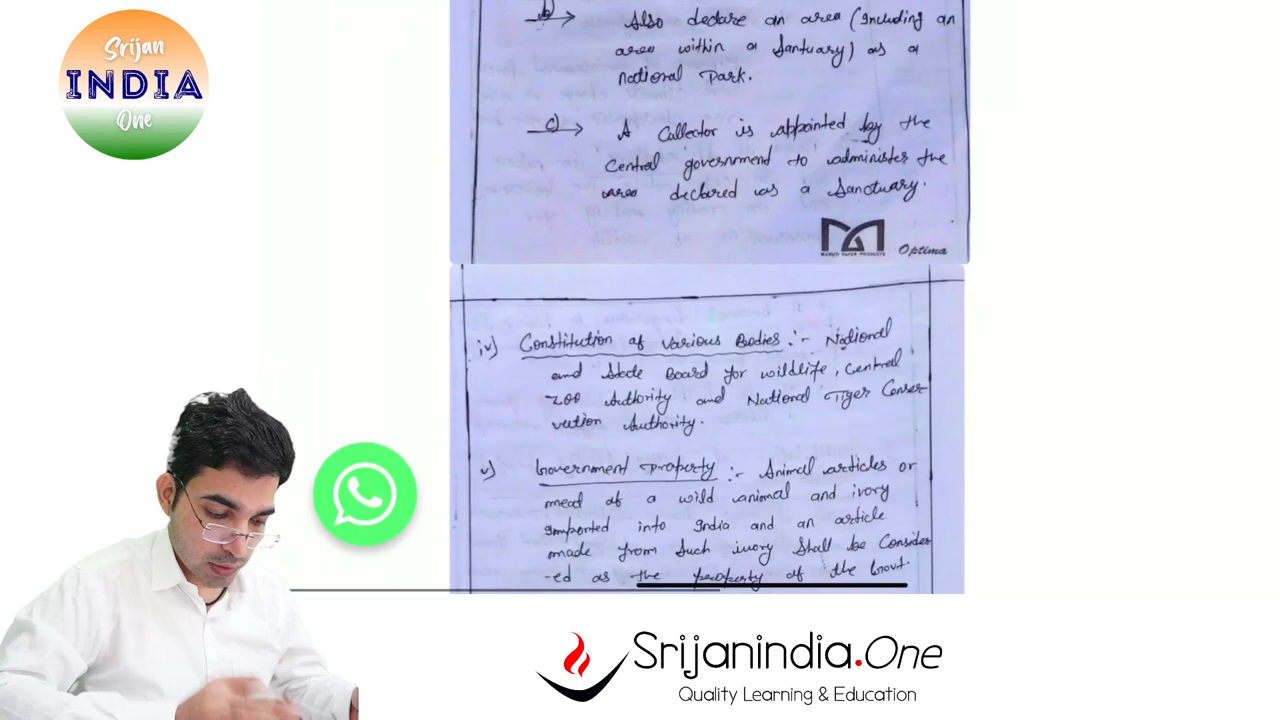 Srijan
INDIA
One
b) Also declare an area (including an
area within a Santuary) as a
national Park.
c) A Collector is appointed by the
Central government to administer the
area declared as a Sanctuary.
MARUTI PAPER PRODUCTS
Optima
iv) Constitution of various Bodies :- National
and State Board for wildlife, Central
zoo Authority and National Tiger Conser-
vation Authority.
v) Government Property :- Animal articles or
meat of a wild animal and ivory
imported into India and an article
made from such ivory shall be Consider
-ed as the property of the Govt.
Srijanindia.One
Quality Learning & Education